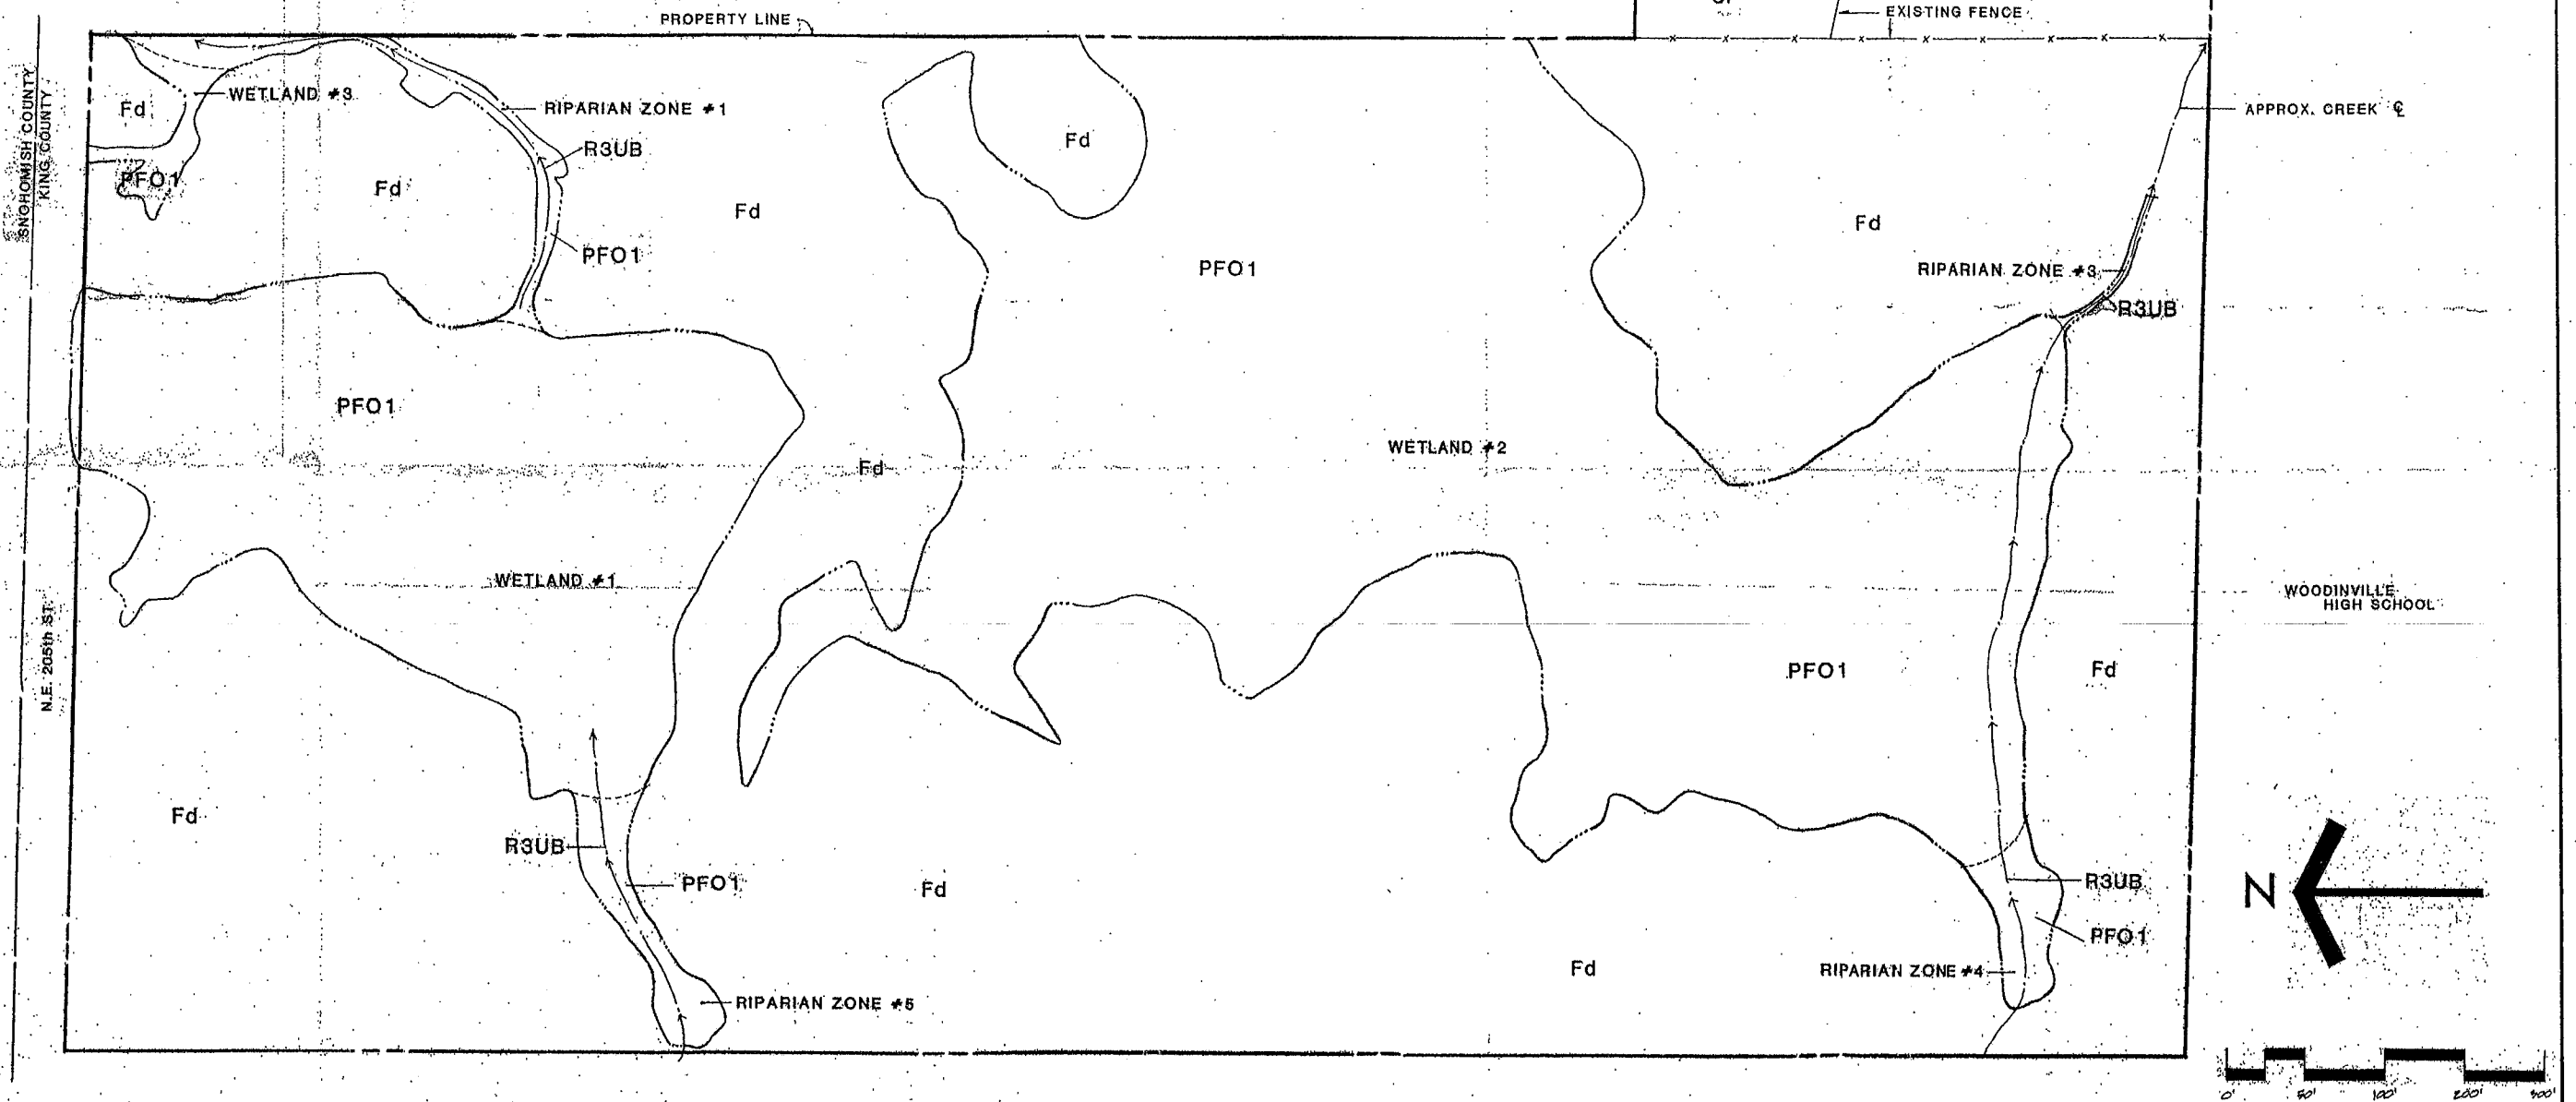 PROPERTY LINE
EXISTING FENCE
SNOHOMISH COUNTY
KING COUNTY
Fd
WETLAND #3
RIPARIAN ZONE #1
APPROX. CREEK ℄
R3UB
Fd
PFO1
Fd
Fd
Fd
PFO1
PFO1
RIPARIAN ZONE #3
R3UB
PFO1
WETLAND #2
Fd
WETLAND #1
WOODINVILLE
HIGH SCHOOL
N.E. 205th ST.
PFO1
Fd
Fd
R3UB
PFO1
Fd
R3UB
N
PFO1
Fd
RIPARIAN ZONE #4
RIPARIAN ZONE #5
0' 50' 100' 200' 300'